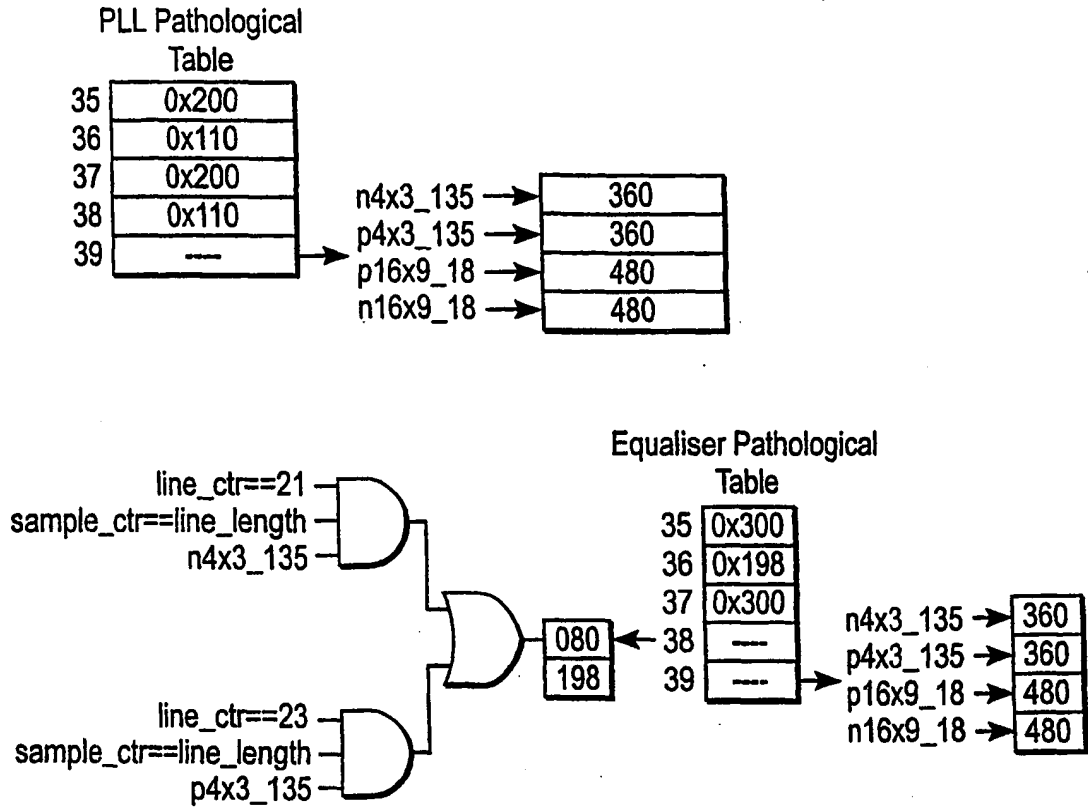 PLL Pathological
Table
35 0x200
36 0x110
37 0x200
38 0x110
39 ----
n4x3_135 360
p4x3_135 360
p16x9_18 480
n16x9_18 480
line_ctr==21
sample_ctr==line_length
n4x3_135
line_ctr==23
sample_ctr==line_length
p4x3_135
080
198
Equaliser Pathological
Table
35 0x300
36 0x198
37 0x300
38 ----
39 ----
n4x3_135 360
p4x3_135 360
p16x9_18 480
n16x9_18 480